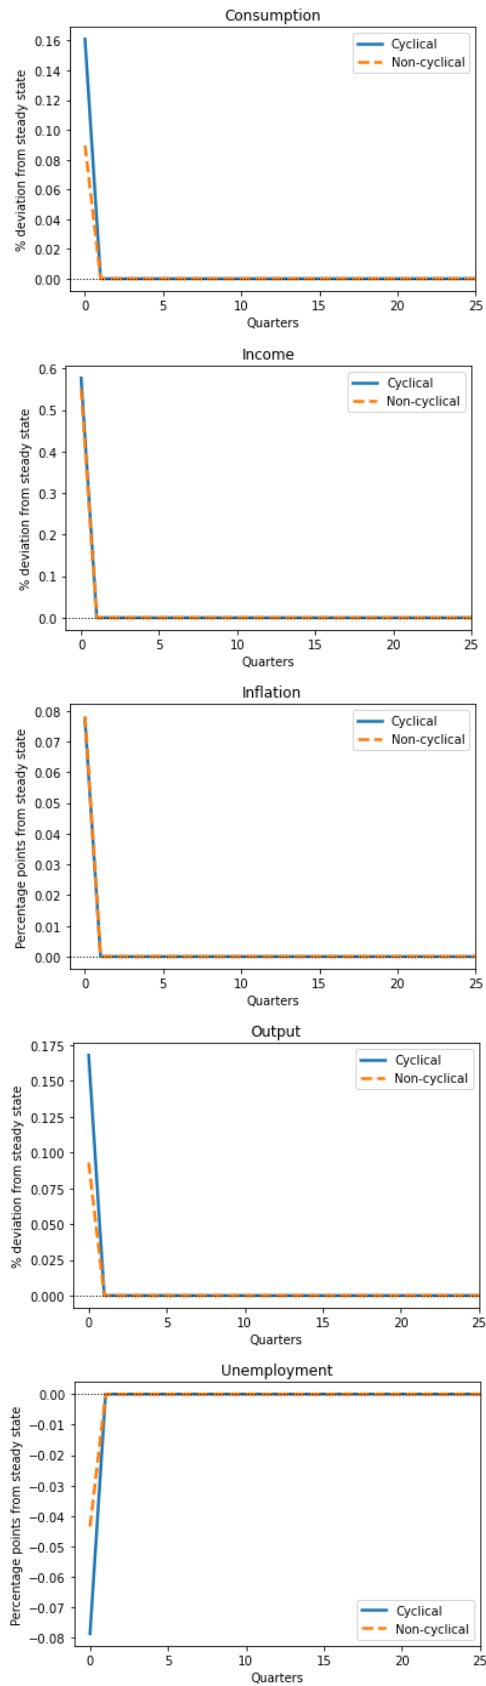 Consumption
% deviation from steady state
0.16
0.14
0.12
0.10
0.08
0.06
0.04
0.02
0.00
Cyclical
Non-cyclical
0 5 10 15 20 25
Quarters
Income
% deviation from steady state
0.6
0.5
0.4
0.3
0.2
0.1
0.0
Cyclical
Non-cyclical
0 5 10 15 20 25
Quarters
Inflation
Percentage points from steady state
0.08
0.07
0.06
0.05
0.04
0.03
0.02
0.01
0.00
Cyclical
Non-cyclical
0 5 10 15 20 25
Quarters
Output
% deviation from steady state
0.175
0.150
0.125
0.100
0.075
0.050
0.025
0.000
Cyclical
Non-cyclical
0 5 10 15 20 25
Quarters
Unemployment
Percentage points from steady state
0.00
−0.01
−0.02
−0.03
−0.04
−0.05
−0.06
−0.07
−0.08
Cyclical
Non-cyclical
0 5 10 15 20 25
Quarters